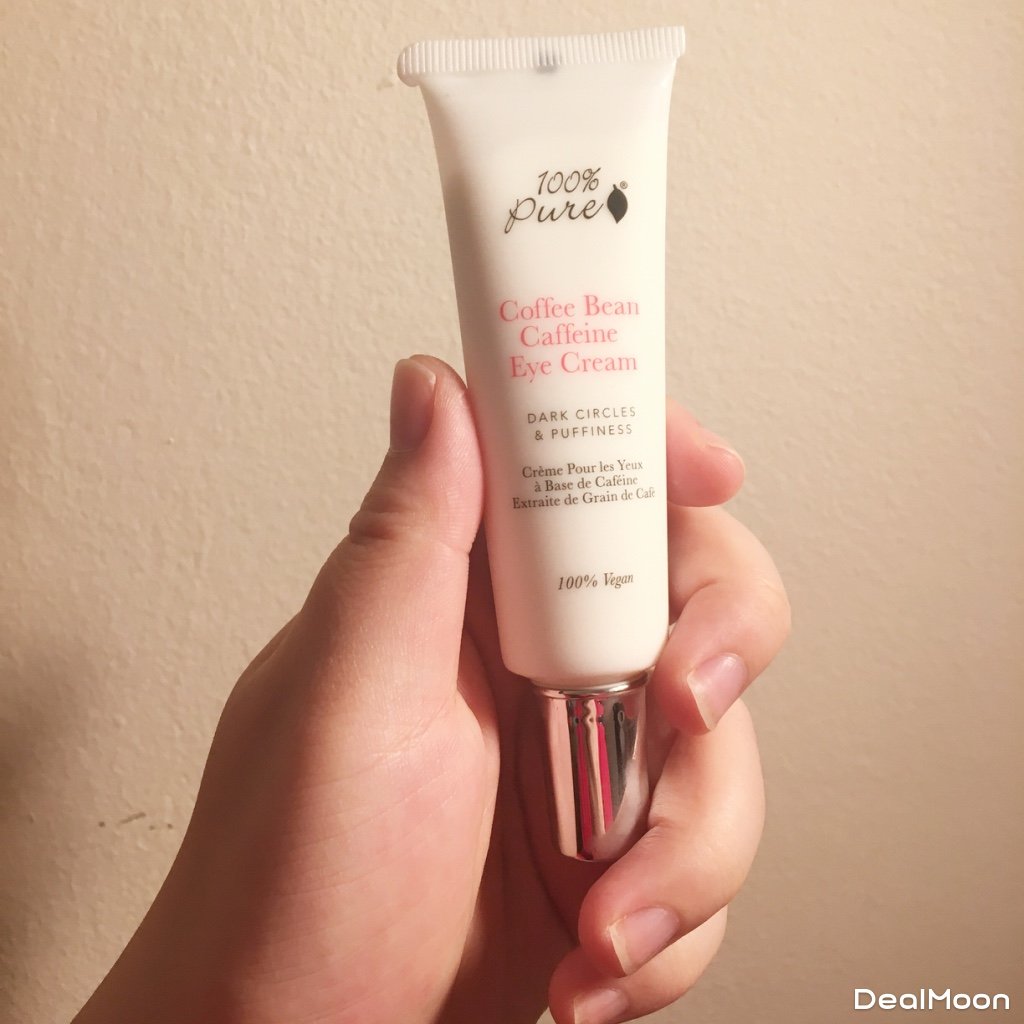 100%
Pure®
Coffee Bean
Caffeine
Eye Cream
DARK CIRCLES
& PUFFINESS
Crème Pour les Yeux
à Base de Caféine
Extraite de Grain de Café
100% Vegan
DealMoon